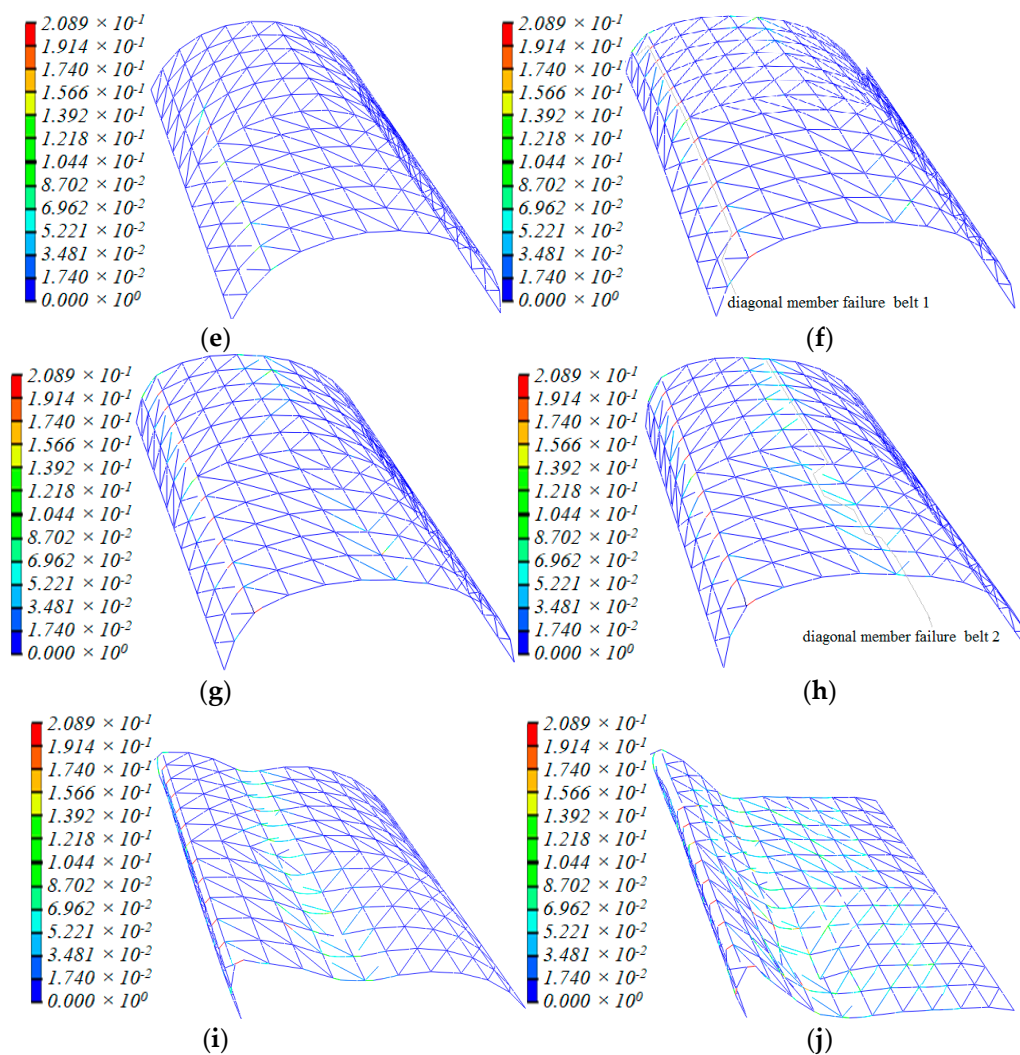 2.089 × 10-1
1.914 × 10-1
1.740 × 10-1
1.566 × 10-1
1.392 × 10-1
1.218 × 10-1
1.044 × 10-1
8.702 × 10-2
6.962 × 10-2
5.221 × 10-2
3.481 × 10-2
1.740 × 10-2
0.000 × 100
(e)
2.089 × 10-1
1.914 × 10-1
1.740 × 10-1
1.566 × 10-1
1.392 × 10-1
1.218 × 10-1
1.044 × 10-1
8.702 × 10-2
6.962 × 10-2
5.221 × 10-2
3.481 × 10-2
1.740 × 10-2
0.000 × 100
diagonal member failure belt 1
(f)
2.089 × 10-1
1.914 × 10-1
1.740 × 10-1
1.566 × 10-1
1.392 × 10-1
1.218 × 10-1
1.044 × 10-1
8.702 × 10-2
6.962 × 10-2
5.221 × 10-2
3.481 × 10-2
1.740 × 10-2
0.000 × 100
(g)
2.089 × 10-1
1.914 × 10-1
1.740 × 10-1
1.566 × 10-1
1.392 × 10-1
1.218 × 10-1
1.044 × 10-1
8.702 × 10-2
6.962 × 10-2
5.221 × 10-2
3.481 × 10-2
1.740 × 10-2
0.000 × 100
diagonal member failure belt 2
(h)
2.089 × 10-1
1.914 × 10-1
1.740 × 10-1
1.566 × 10-1
1.392 × 10-1
1.218 × 10-1
1.044 × 10-1
8.702 × 10-2
6.962 × 10-2
5.221 × 10-2
3.481 × 10-2
1.740 × 10-2
0.000 × 100
(i)
2.089 × 10-1
1.914 × 10-1
1.740 × 10-1
1.566 × 10-1
1.392 × 10-1
1.218 × 10-1
1.044 × 10-1
8.702 × 10-2
6.962 × 10-2
5.221 × 10-2
3.481 × 10-2
1.740 × 10-2
0.000 × 100
(j)